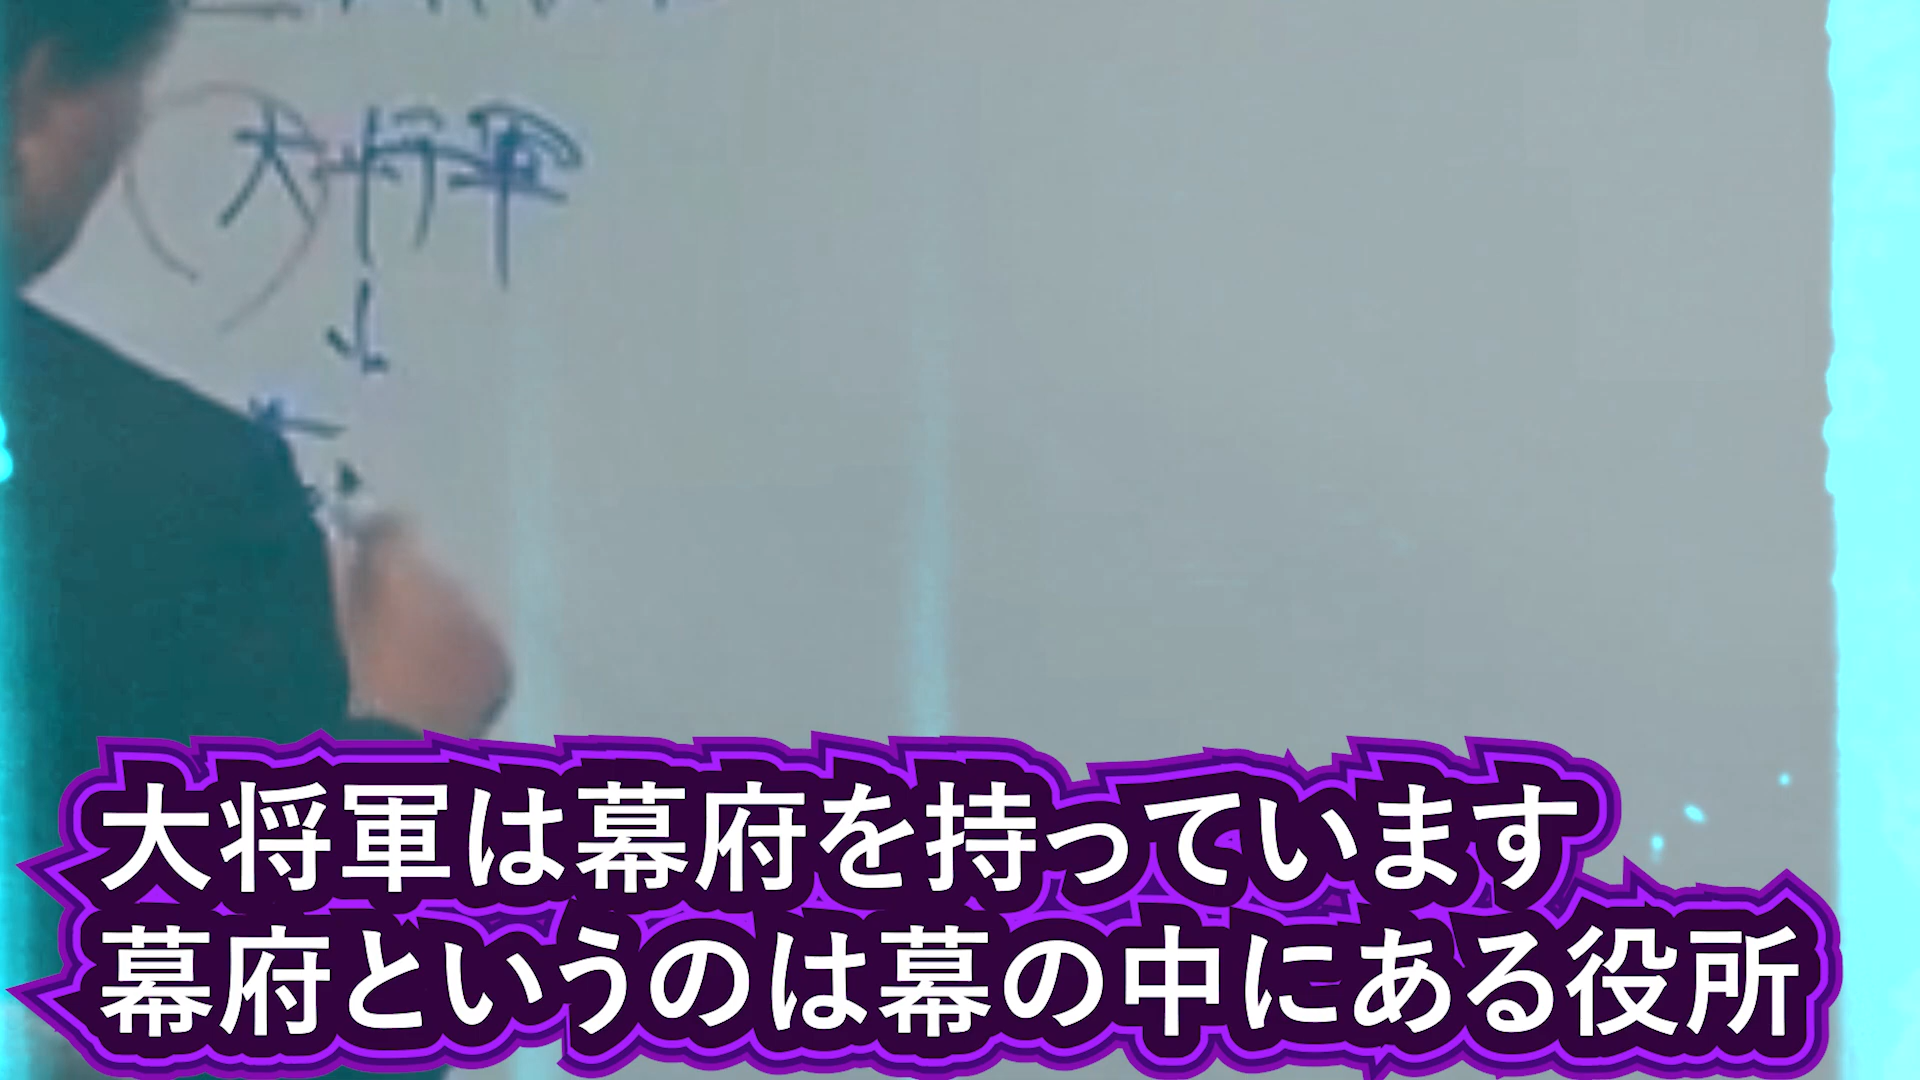 大将軍
大将軍は幕府を持っています
幕府というのは幕の中にある役所